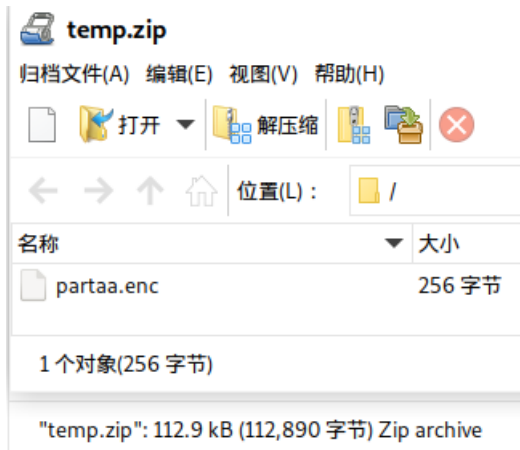 temp.zip
归档文件(A) 编辑(E) 视图(V) 帮助(H)
打开 解压缩
位置(L)： /
名称 大小
partaa.enc 256 字节
1 个对象(256 字节)
"temp.zip": 112.9 kB (112,890 字节) Zip archive